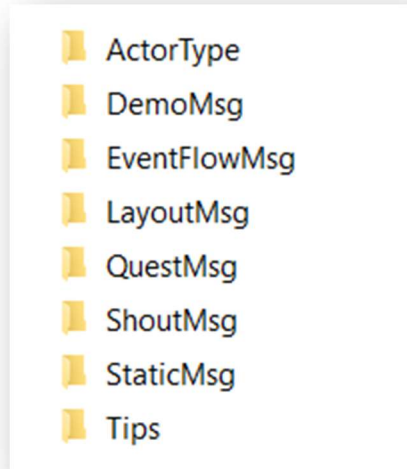 ActorType
DemoMsg
EventFlowMsg
LayoutMsg
QuestMsg
ShoutMsg
StaticMsg
Tips